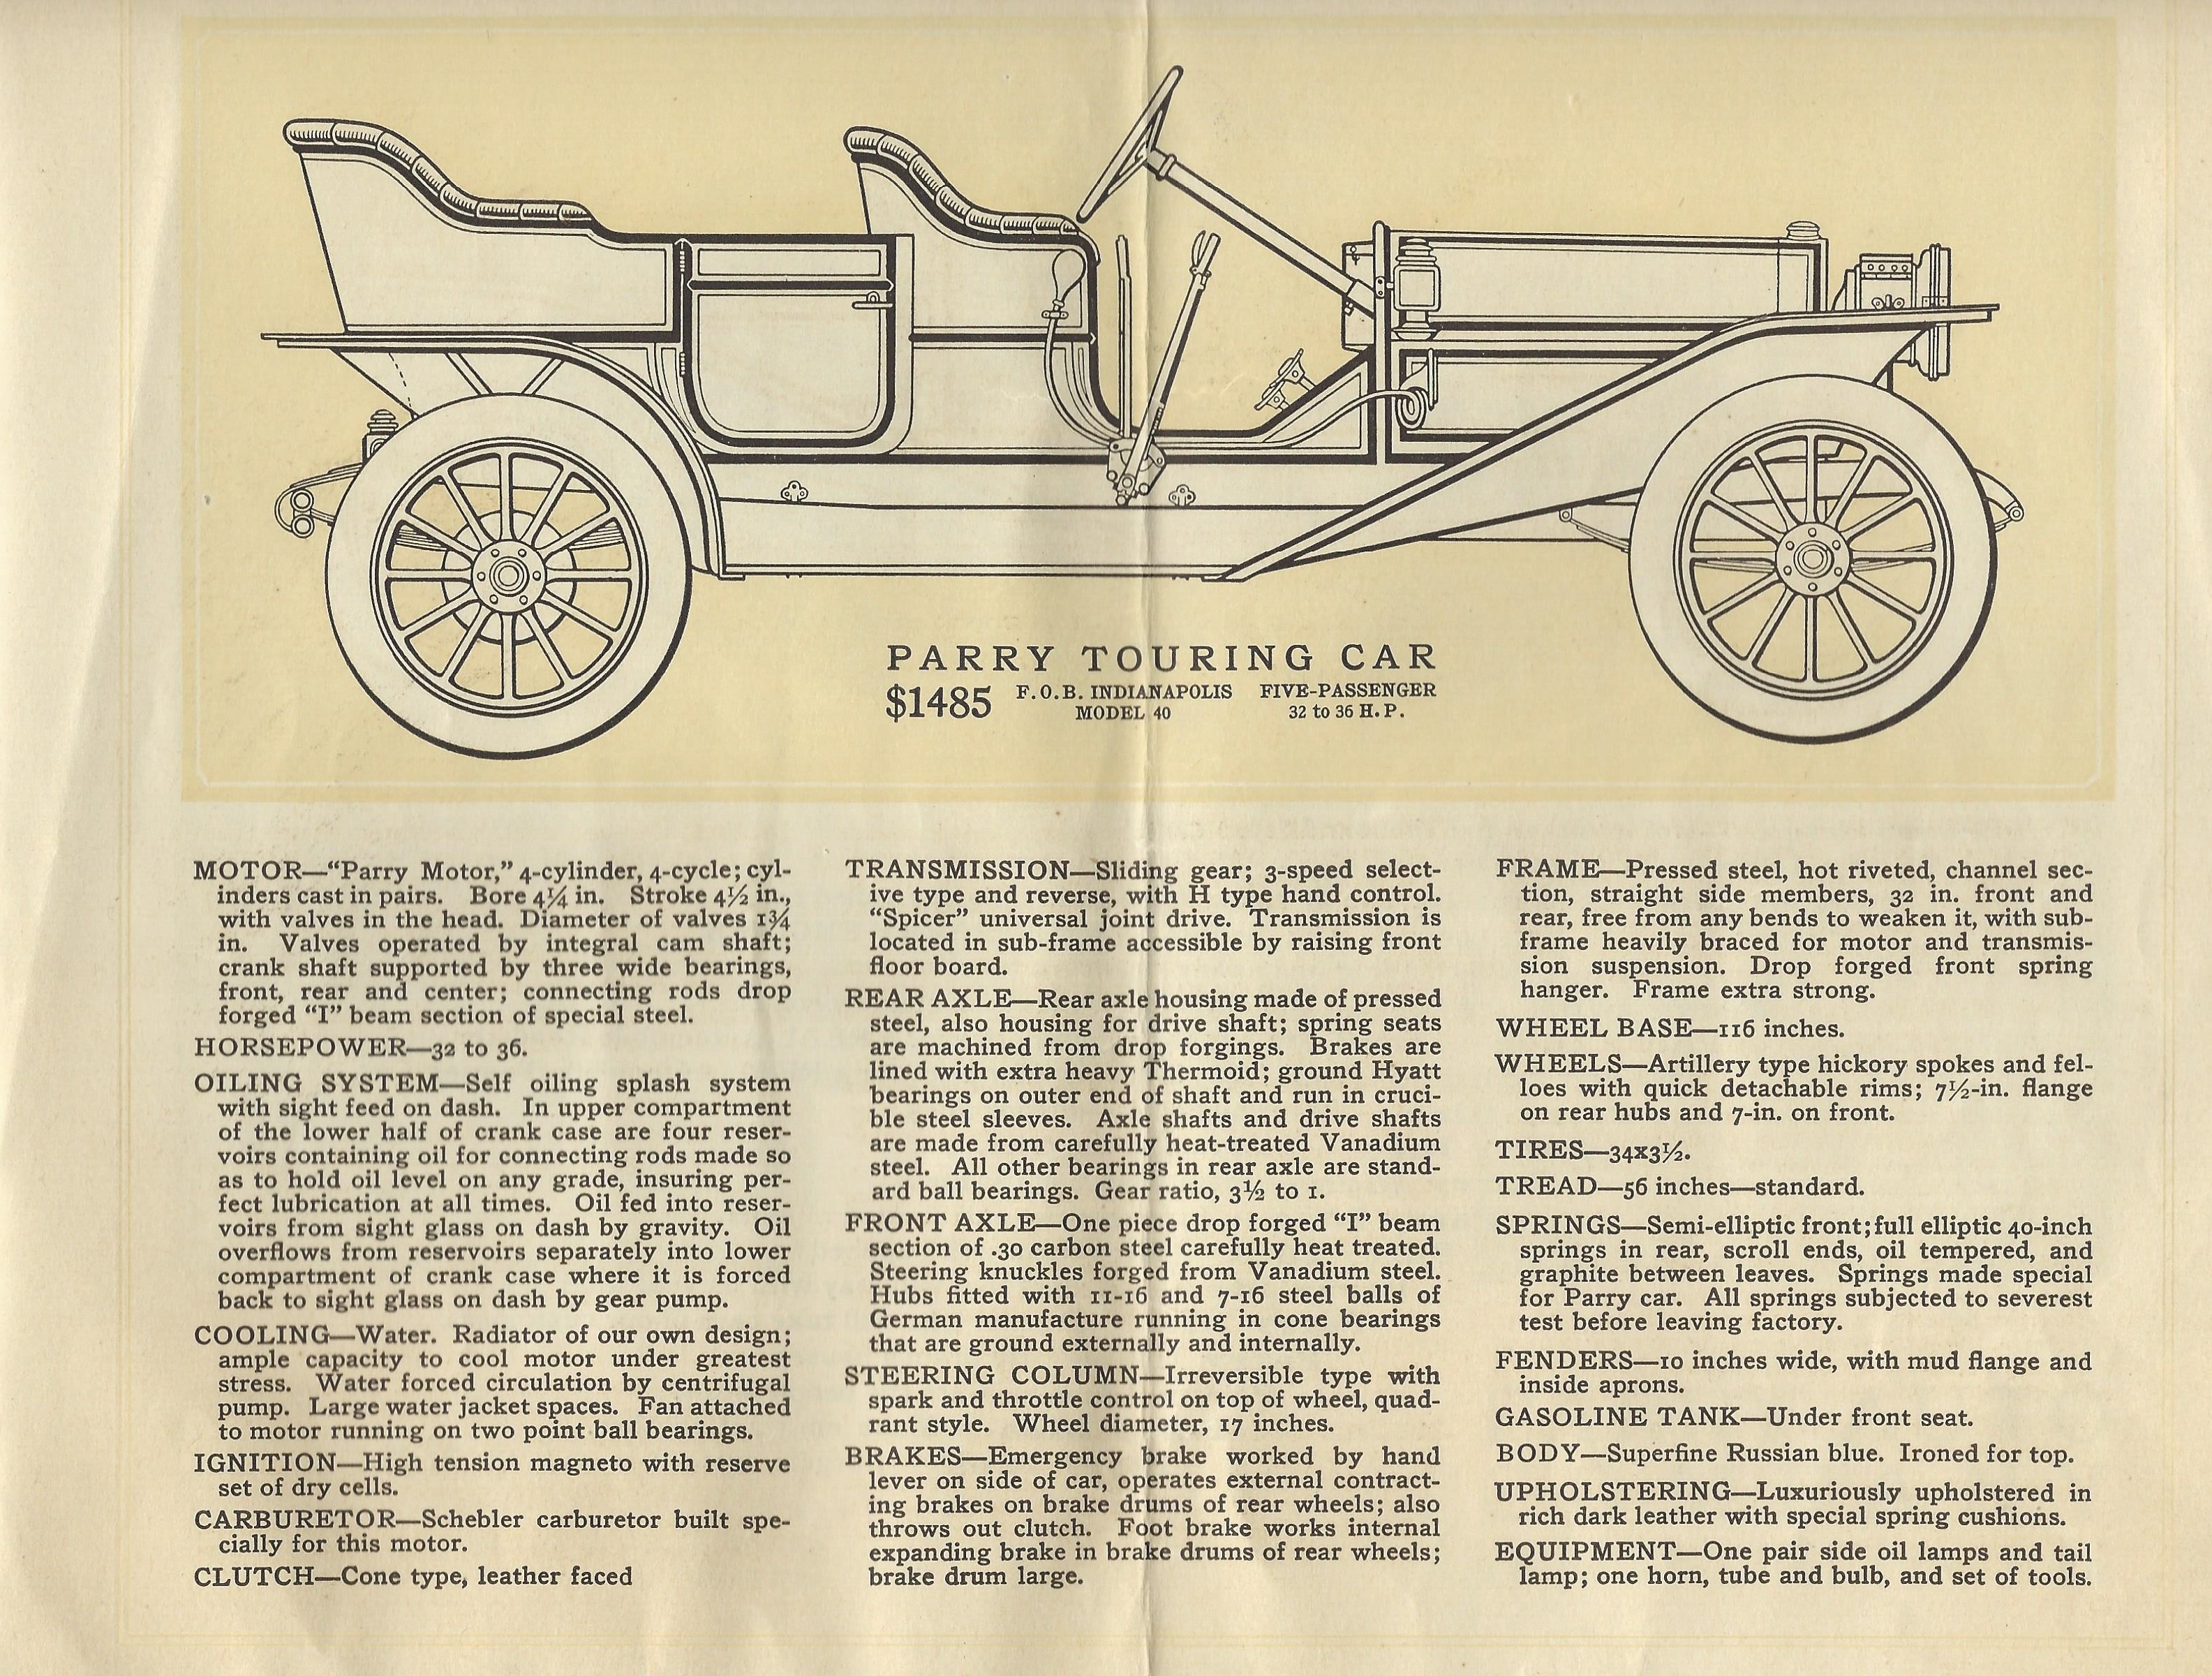 PARRY TOURING CAR
$1485 F.O.B. INDIANAPOLIS FIVE-PASSENGER
MODEL 40 32 to 36 H.P.
MOTOR—“Parry Motor,” 4-cylinder, 4-cycle; cyl-
inders cast in pairs. Bore 4¼ in. Stroke 4½ in.,
with valves in the head. Diameter of valves 1¾
in. Valves operated by integral cam shaft;
crank shaft supported by three wide bearings,
front, rear and center; connecting rods drop
forged “I” beam section of special steel.
HORSEPOWER—32 to 36.
OILING SYSTEM—Self oiling splash system
with sight feed on dash. In upper compartment
of the lower half of crank case are four reser-
voirs containing oil for connecting rods made so
as to hold oil level on any grade, insuring per-
fect lubrication at all times. Oil fed into reser-
voirs from sight glass on dash by gravity. Oil
overflows from reservoirs separately into lower
compartment of crank case where it is forced
back to sight glass on dash by gear pump.
COOLING—Water. Radiator of our own design;
ample capacity to cool motor under greatest
stress. Water forced circulation by centrifugal
pump. Large water jacket spaces. Fan attached
to motor running on two point ball bearings.
IGNITION—High tension magneto with reserve
set of dry cells.
CARBURETOR—Schebler carburetor built spe-
cially for this motor.
CLUTCH—Cone type, leather faced
TRANSMISSION—Sliding gear; 3-speed select-
ive type and reverse, with H type hand control.
“Spicer” universal joint drive. Transmission is
located in sub-frame accessible by raising front
floor board.
REAR AXLE—Rear axle housing made of pressed
steel, also housing for drive shaft; spring seats
are machined from drop forgings. Brakes are
lined with extra heavy Thermoid; ground Hyatt
bearings on outer end of shaft and run in cruci-
ble steel sleeves. Axle shafts and drive shafts
are made from carefully heat-treated Vanadium
steel. All other bearings in rear axle are stand-
ard ball bearings. Gear ratio, 3½ to 1.
FRONT AXLE—One piece drop forged “I” beam
section of .30 carbon steel carefully heat treated.
Steering knuckles forged from Vanadium steel.
Hubs fitted with 11-16 and 7-16 steel balls of
German manufacture running in cone bearings
that are ground externally and internally.
STEERING COLUMN—Irreversible type with
spark and throttle control on top of wheel, quad-
rant style. Wheel diameter, 17 inches.
BRAKES—Emergency brake worked by hand
lever on side of car, operates external contract-
ing brakes on brake drums of rear wheels; also
throws out clutch. Foot brake works internal
expanding brake in brake drums of rear wheels;
brake drum large.
FRAME—Pressed steel, hot riveted, channel sec-
tion, straight side members, 32 in. front and
rear, free from any bends to weaken it, with sub-
frame heavily braced for motor and transmis-
sion suspension. Drop forged front spring
hanger. Frame extra strong.
WHEEL BASE—116 inches.
WHEELS—Artillery type hickory spokes and fel-
loes with quick detachable rims; 7½-in. flange
on rear hubs and 7-in. on front.
TIRES—34x3½.
TREAD—56 inches—standard.
SPRINGS—Semi-elliptic front; full elliptic 40-inch
springs in rear, scroll ends, oil tempered, and
graphite between leaves. Springs made special
for Parry car. All springs subjected to severest
test before leaving factory.
FENDERS—10 inches wide, with mud flange and
inside aprons.
GASOLINE TANK—Under front seat.
BODY—Superfine Russian blue. Ironed for top.
UPHOLSTERING—Luxuriously upholstered in
rich dark leather with special spring cushions.
EQUIPMENT—One pair side oil lamps and tail
lamp; one horn, tube and bulb, and set of tools.